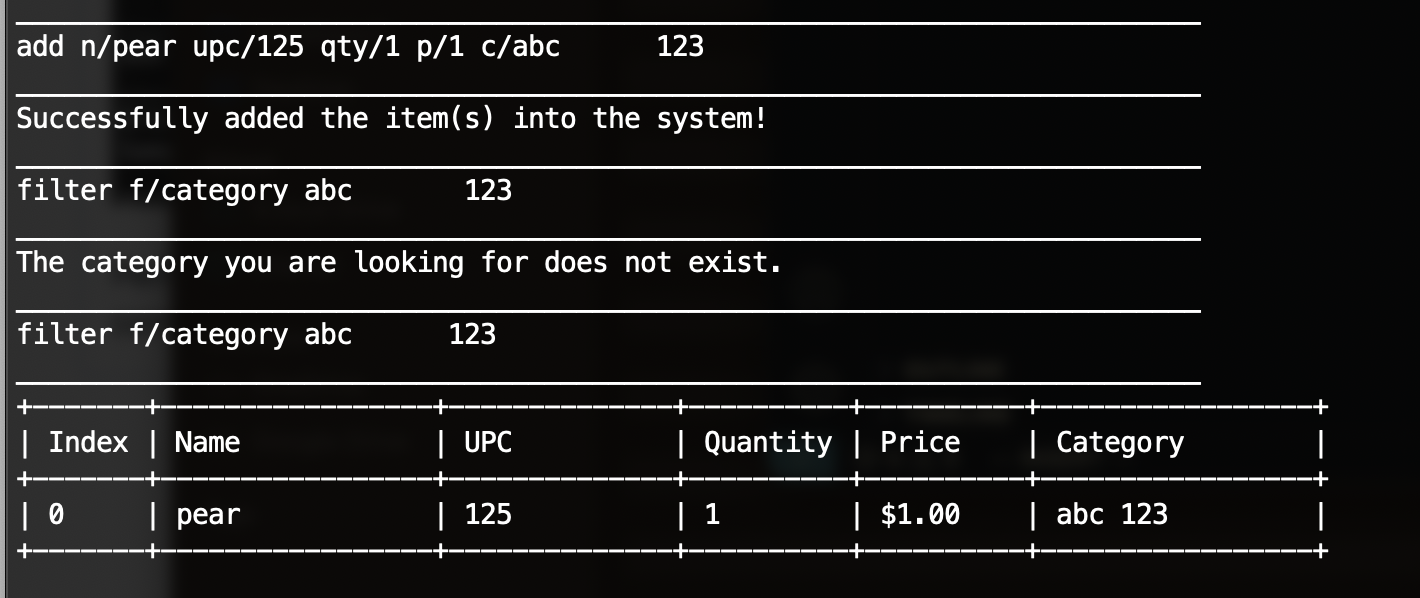 add n/pear upc/125 qty/1 p/1 c/abc      123
Successfully added the item(s) into the system!
filter f/category abc       123
The category you are looking for does not exist.
filter f/category abc      123
+-------+-----------------+--------------+----------+----------+-----------------+
| Index | Name            | UPC          | Quantity | Price    | Category        |
+-------+-----------------+--------------+----------+----------+-----------------+
| 0     | pear            | 125          | 1        | $1.00    | abc 123         |
+-------+-----------------+--------------+----------+----------+-----------------+